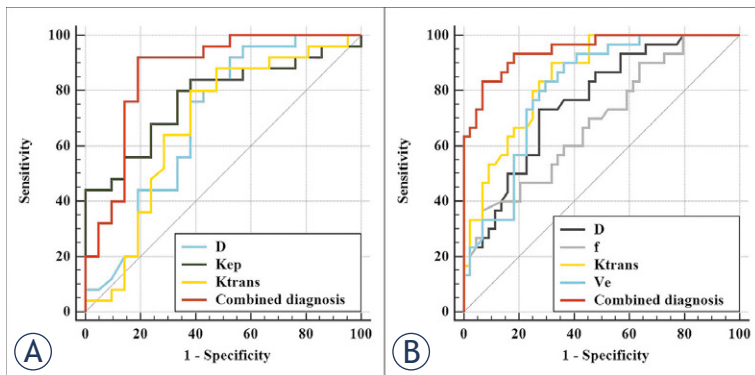 100
80
60
40
20
0
Sensitivity
D
Kep
Ktrans
Combined diagnosis
0 20 40 60 80 100
1 - Specificity
A
100
80
60
40
20
0
Sensitivity
D
f
Ktrans
Ve
Combined diagnosis
0 20 40 60 80 100
1 - Specificity
B